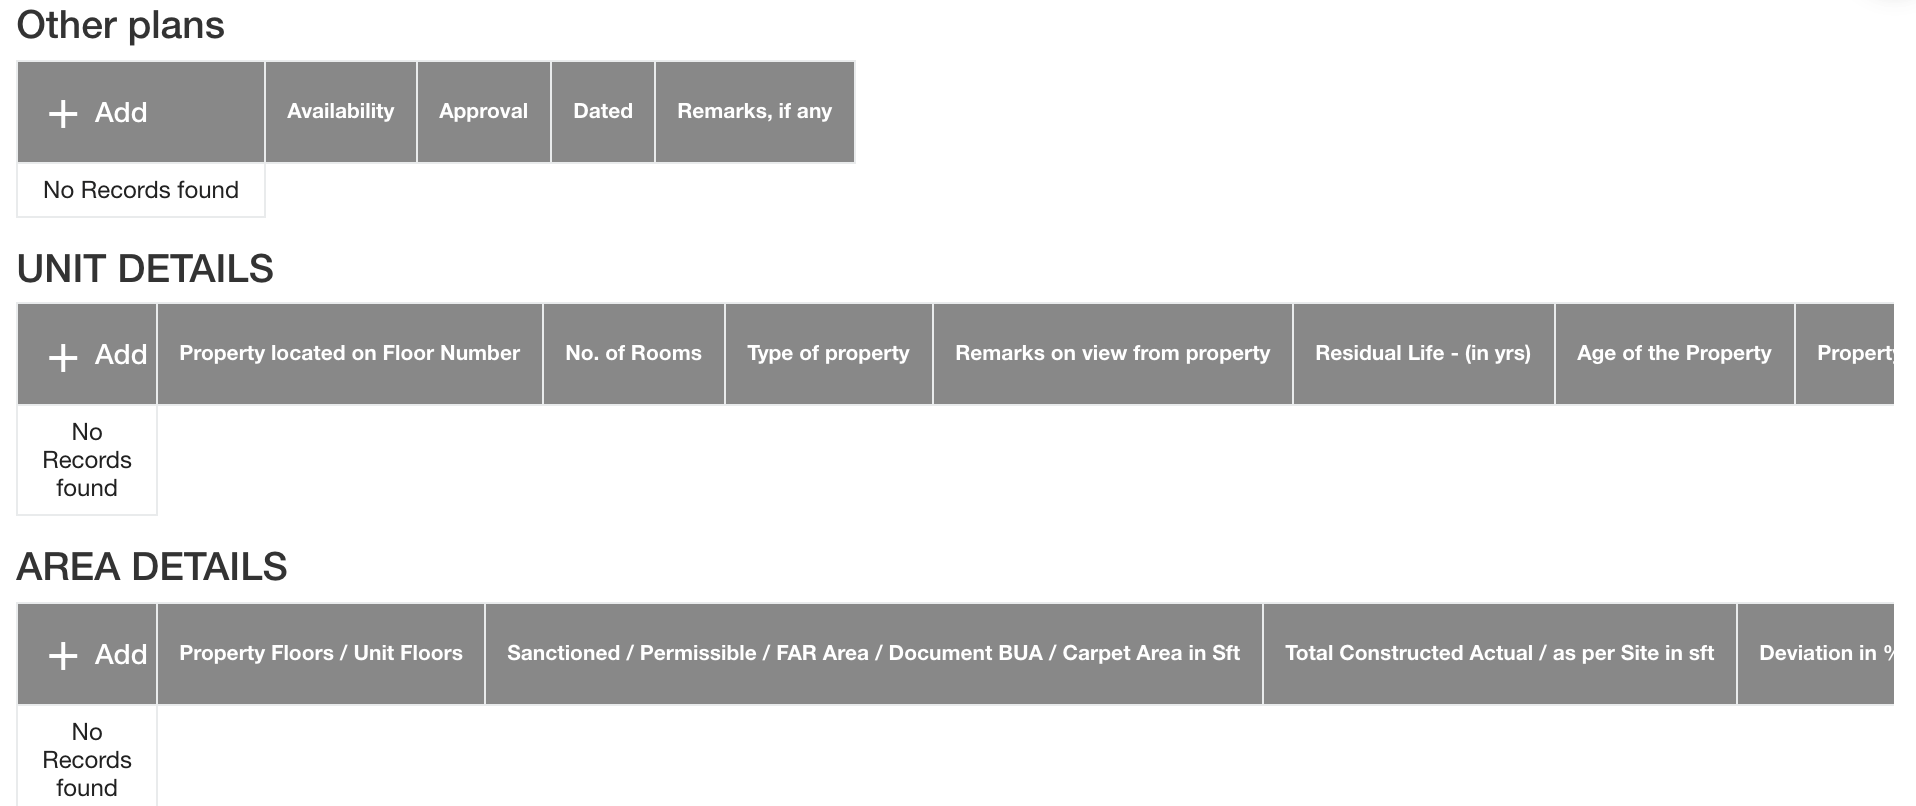 Other plans
+ Add Availability Approval Dated Remarks, if any
No Records found
UNIT DETAILS
+ Add Property located on Floor Number No. of Rooms Type of property Remarks on view from property Residual Life - (in yrs) Age of the Property Property
No
Records
found
AREA DETAILS
+ Add Property Floors / Unit Floors Sanctioned / Permissible / FAR Area / Document BUA / Carpet Area in Sft Total Constructed Actual / as per Site in sft Deviation in %
No
Records
found